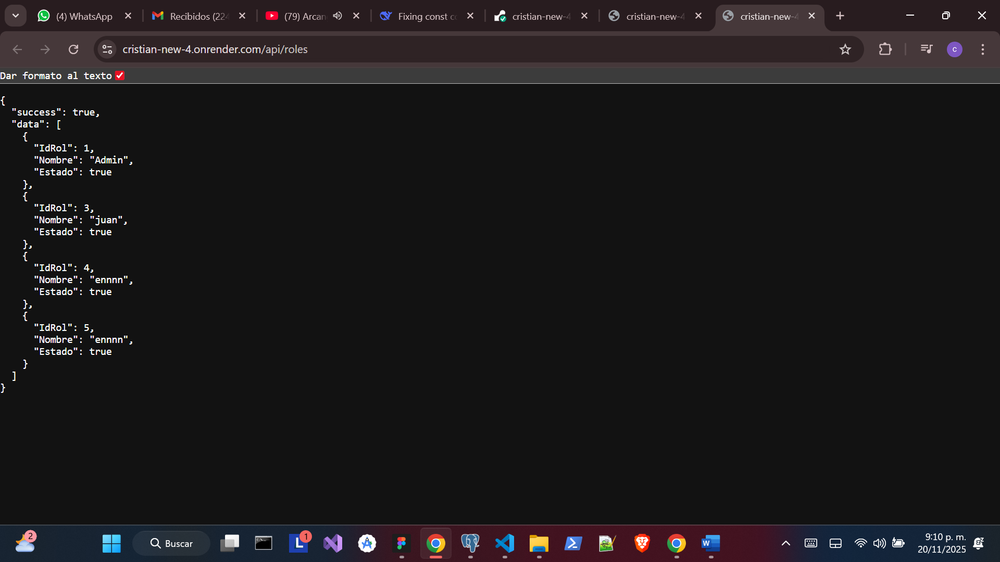 (4) WhatsApp
Recibidos (224
(79) Arcan
Fixing const co
cristian-new-4
cristian-new-4
cristian-new-4
cristian-new-4.onrender.com/api/roles
c
Dar formato al texto
{
  "success": true,
  "data": [
    {
      "IdRol": 1,
      "Nombre": "Admin",
      "Estado": true
    },
    {
      "IdRol": 3,
      "Nombre": "juan",
      "Estado": true
    },
    {
      "IdRol": 4,
      "Nombre": "ennnn",
      "Estado": true
    },
    {
      "IdRol": 5,
      "Nombre": "ennnn",
      "Estado": true
    }
  ]
}
2
Buscar
L 1
W
9:10 p. m.
20/11/2025